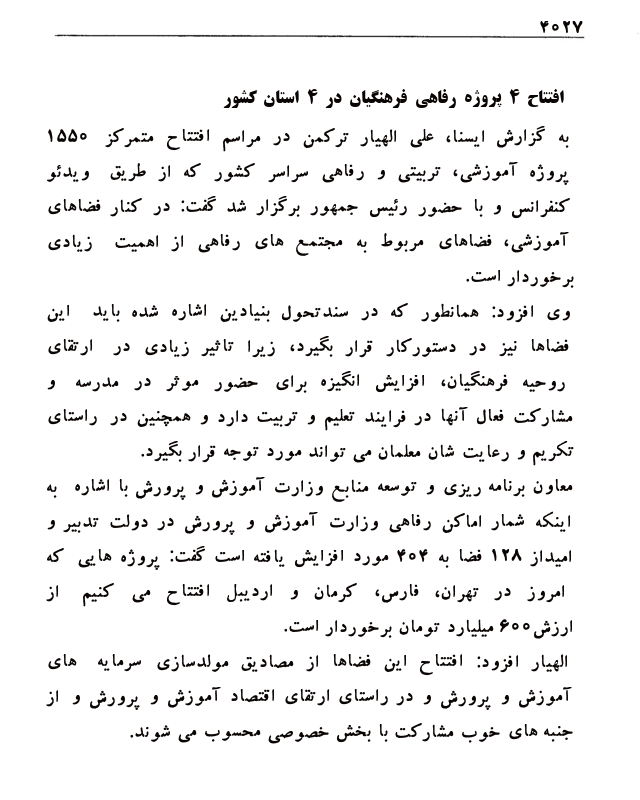 ۴۰۲۷
افتتاح ۴ پروژه رفاهی فرهنگیان در ۴ استان کشور
به گزارش ایسنا، علی الهیار ترکمن در مراسم افتتاح متمرکز ۱۵۵۰
پروژه آموزشی، تربیتی و رفاهی سراسر کشور که از طریق ویدئو
کنفرانس و با حضور رئیس جمهور برگزار شد گفت: در کنار فضاهای
آموزشی، فضاهای مربوط به مجتمع های رفاهی از اهمیت زیادی
برخوردار است.
وی افزود: همانطور که در سندتحول بنیادین اشاره شده باید این
فضاها نیز در دستورکار قرار بگیرد، زیرا تاثیر زیادی در ارتقای
روحیه فرهنگیان، افزایش انگیزه برای حضور موثر در مدرسه و
مشارکت فعال آنها در فرایند تعلیم و تربیت دارد و همچنین در راستای
تکریم و رعایت شان معلمان می تواند مورد توجه قرار بگیرد.
معاون برنامه ریزی و توسعه منابع وزارت آموزش و پرورش با اشاره به
اینکه شمار اماکن رفاهی وزارت آموزش و پرورش در دولت تدبیر و
امیداز ۱۲۸ فضا به ۴۰۴ مورد افزایش یافته است گفت: پروژه هایی که
امروز در تهران، فارس، کرمان و اردبیل افتتاح می کنیم از
ارزش۶۰۰ میلیارد تومان برخوردار است.
الهیار افزود: افتتاح این فضاها از مصادیق مولدسازی سرمایه های
آموزش و پرورش و در راستای ارتقای اقتصاد آموزش و پرورش و از
جنبه های خوب مشارکت با بخش خصوصی محسوب می شوند.